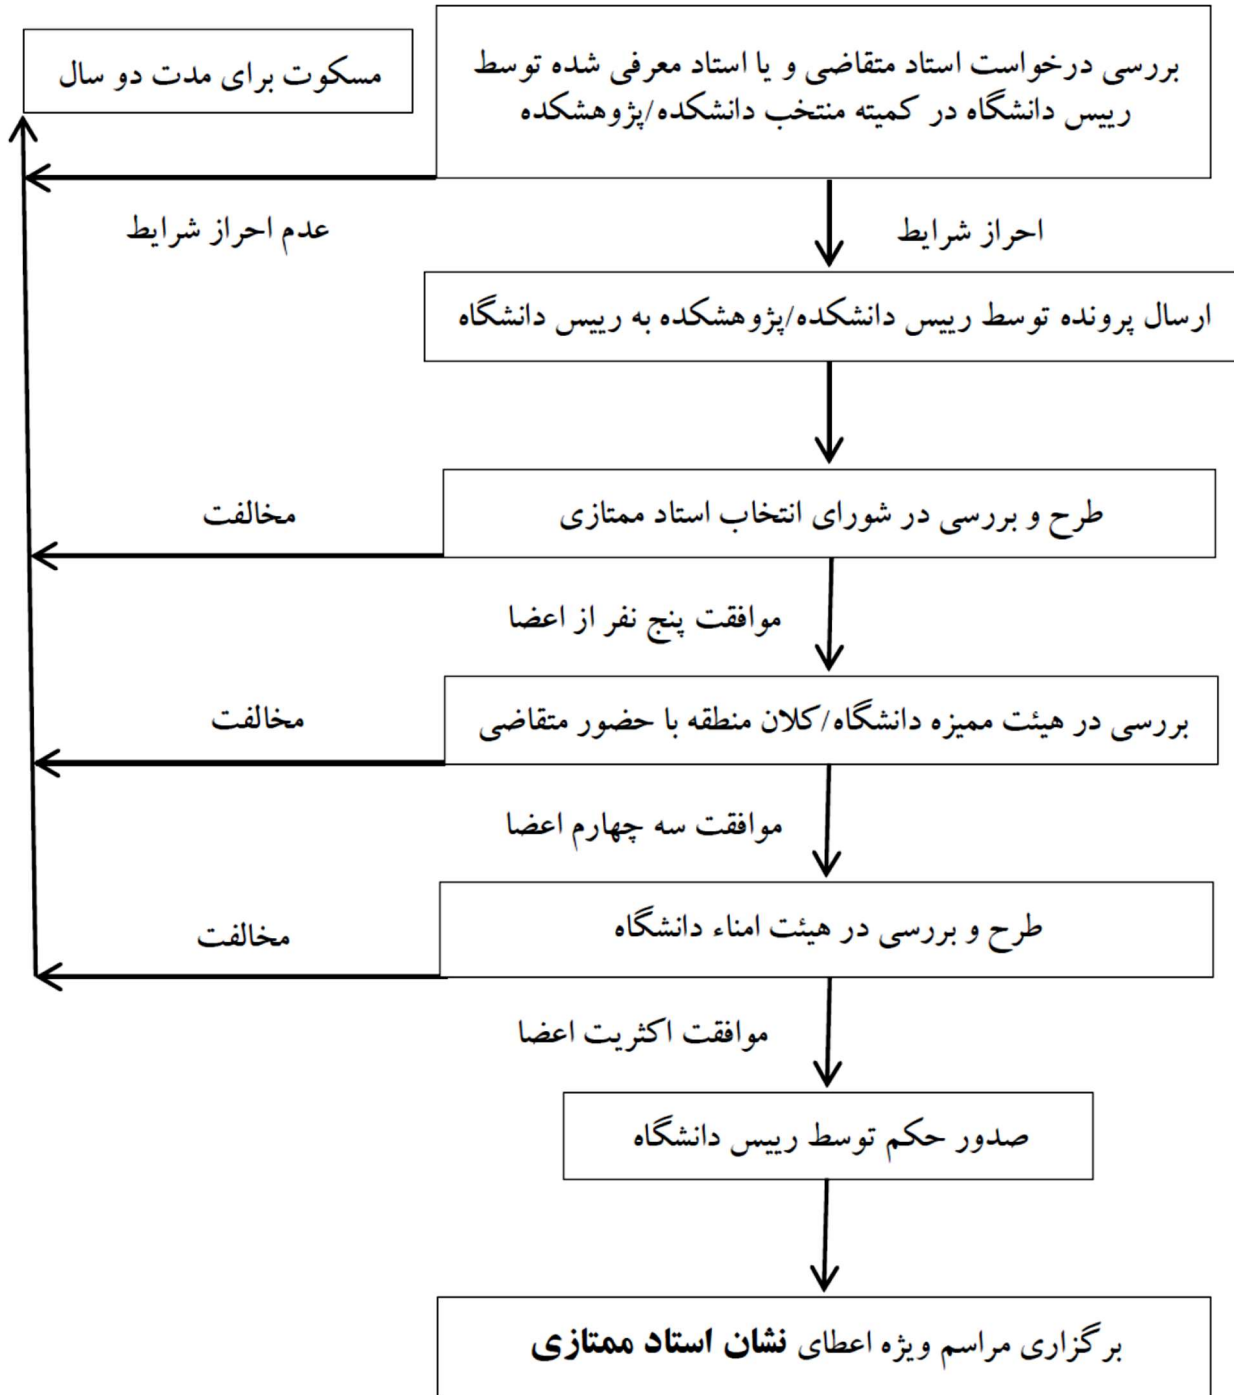 بررسی درخواست استاد متقاضی و یا استاد معرفی شده توسط
رییس دانشگاه در کمیته منتخب دانشکده/پژوهشکده
مسکوت برای مدت دو سال
احراز شرایط
عدم احراز شرایط
ارسال پرونده توسط رییس دانشکده/پژوهشکده به رییس دانشگاه
طرح و بررسی در شورای انتخاب استاد ممتازی
مخالفت
موافقت پنج نفر از اعضا
بررسی در هیئت ممیزه دانشگاه/کلان منطقه با حضور متقاضی
مخالفت
موافقت سه چهارم اعضا
طرح و بررسی در هیئت امناء دانشگاه
مخالفت
موافقت اکثریت اعضا
صدور حکم توسط رییس دانشگاه
برگزاری مراسم ویژه اعطای نشان استاد ممتازی